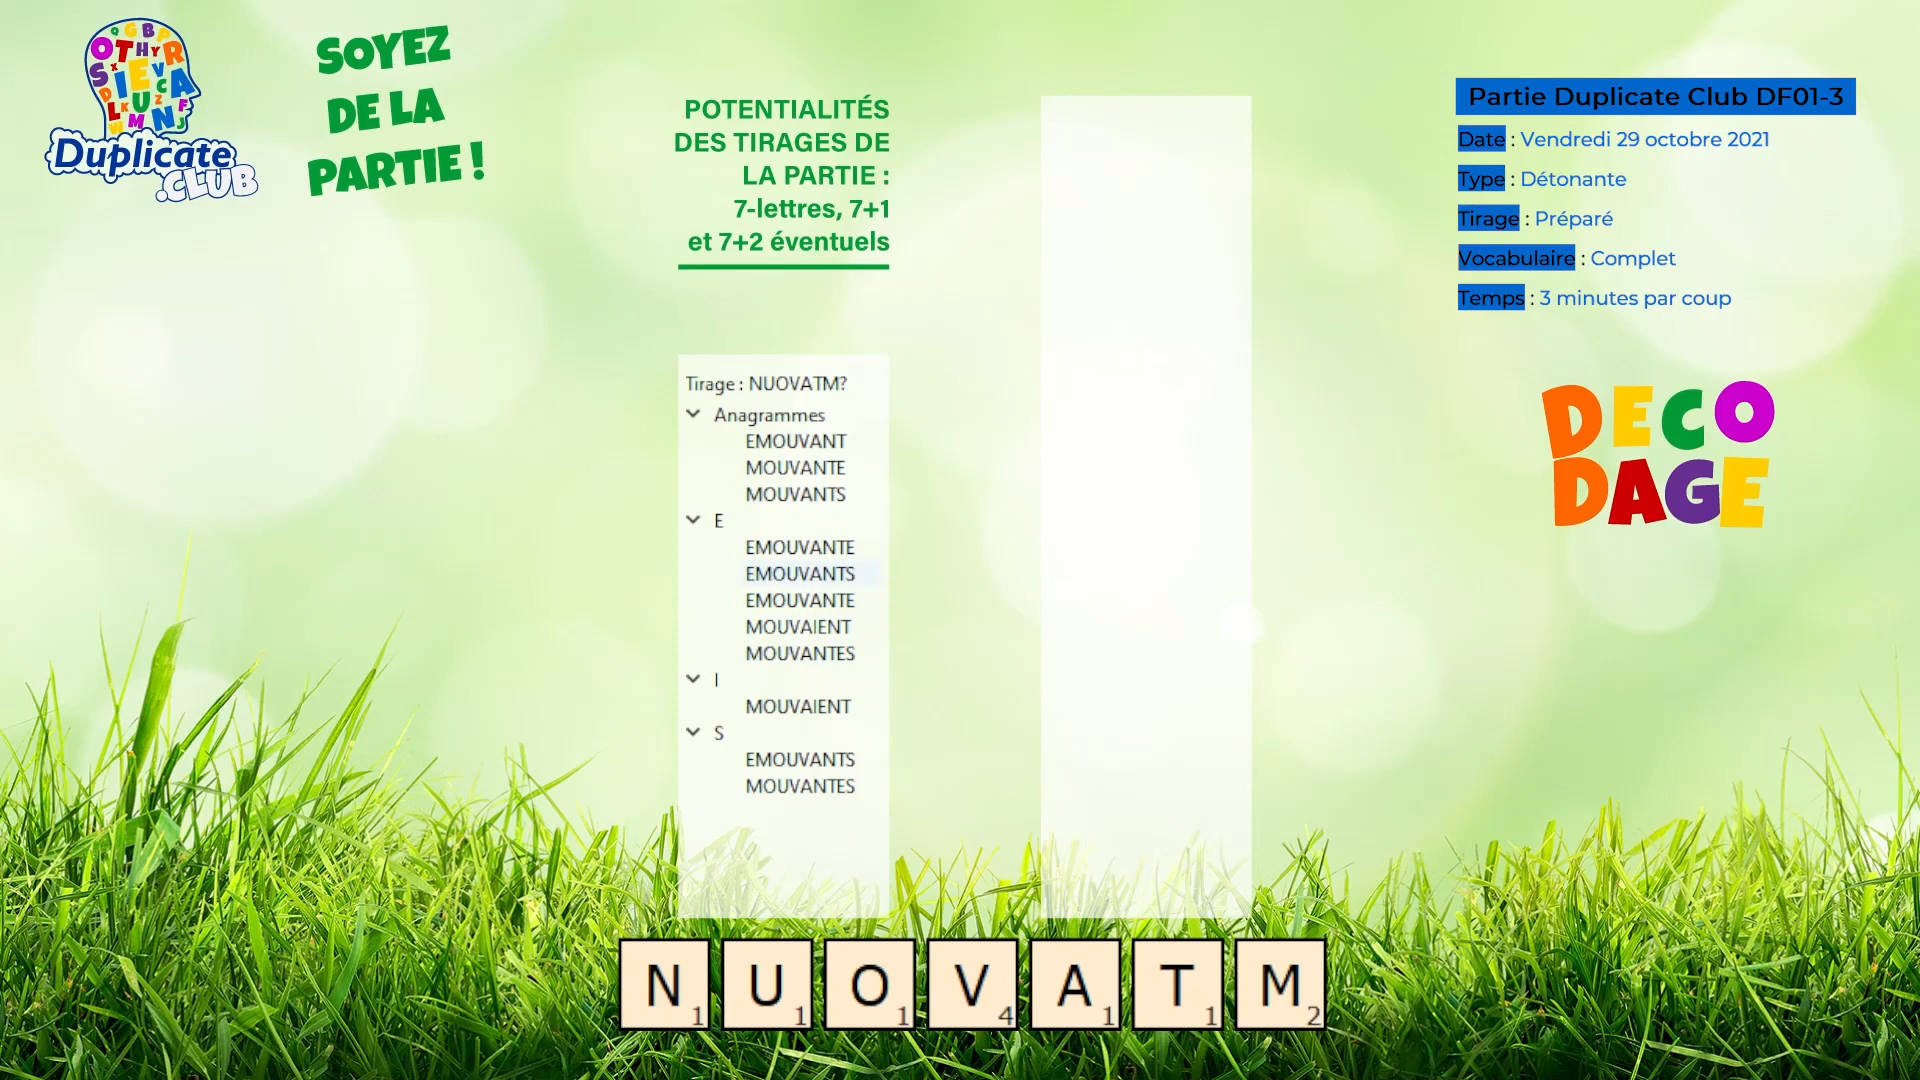 Duplicate
.CLUB
SOYEZ
DE LA
PARTIE !
POTENTIALITÉS
DES TIRAGES DE
LA PARTIE :
7-lettres, 7+1
et 7+2 éventuels
Tirage : NUOVATM?
Anagrammes
EMOUVANT
MOUVANTE
MOUVANTS
E
EMOUVANTE
EMOUVANTS
EMOUVANTE
MOUVAIENT
MOUVANTES
I
MOUVAIENT
S
EMOUVANTS
MOUVANTES
Partie Duplicate Club DF01-3
Date : Vendredi 29 octobre 2021
Type : Détonante
Tirage : Préparé
Vocabulaire : Complet
Temps : 3 minutes par coup
DECO
DAGE
N1 U1 O1 V4 A1 T1 M2